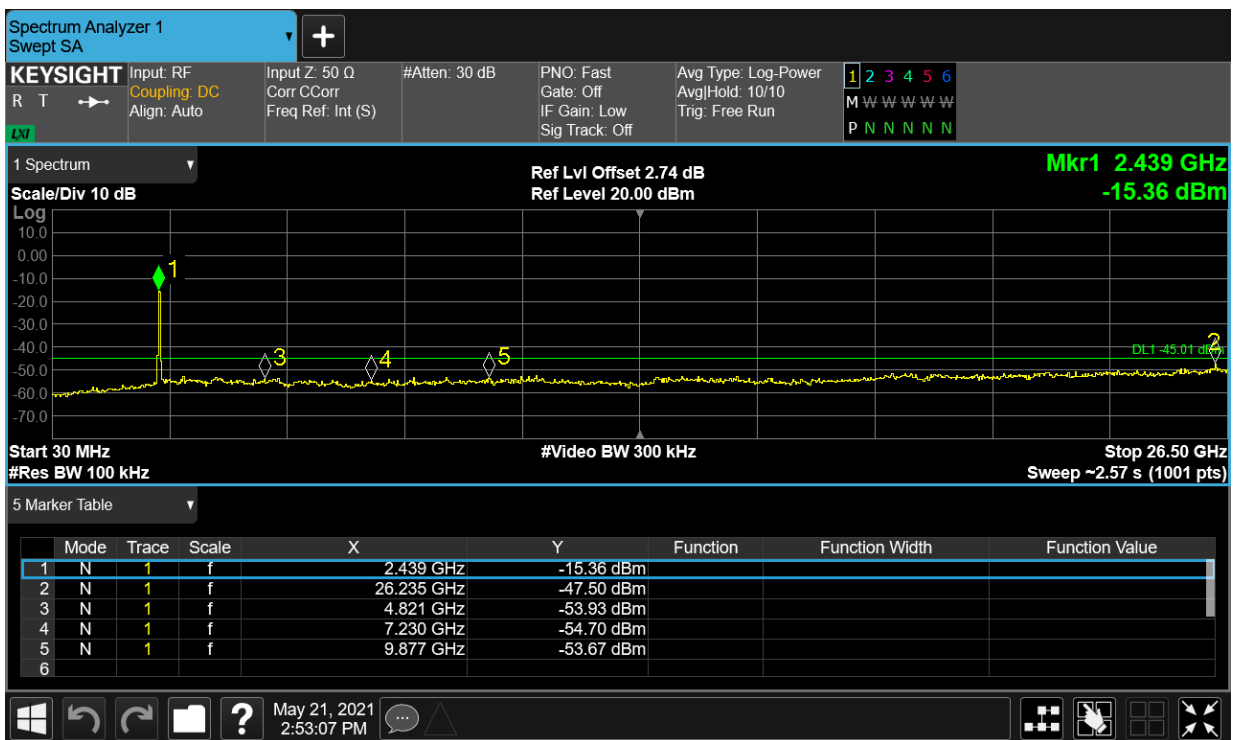 Spectrum Analyzer 1
Swept SA
+
KEYSIGHT
R T
LXI
Input: RF
Coupling: DC
Align: Auto
Input Z: 50 Ω
Corr CCorr
Freq Ref: Int (S)
#Atten: 30 dB
PNO: Fast
Gate: Off
IF Gain: Low
Sig Track: Off
Avg Type: Log-Power
Avg|Hold: 10/10
Trig: Free Run
1 2 3 4 5 6
M W W W W W
P N N N N N
1 Spectrum
Ref Lvl Offset 2.74 dB
Mkr1 2.439 GHz
Scale/Div 10 dB
Ref Level 20.00 dBm
-15.36 dBm
Log
10.0
0.00
-10.0
-20.0
-30.0
-40.0
-50.0
-60.0
-70.0
1
3
4
5
2
DL1 -45.01 dBm
Start 30 MHz
#Video BW 300 kHz
Stop 26.50 GHz
#Res BW 100 kHz
Sweep ~2.57 s (1001 pts)
5 Marker Table
Mode Trace Scale X Y Function Function Width Function Value
1 N 1 f 2.439 GHz -15.36 dBm
2 N 1 f 26.235 GHz -47.50 dBm
3 N 1 f 4.821 GHz -53.93 dBm
4 N 1 f 7.230 GHz -54.70 dBm
5 N 1 f 9.877 GHz -53.67 dBm
6
?
May 21, 2021
2:53:07 PM